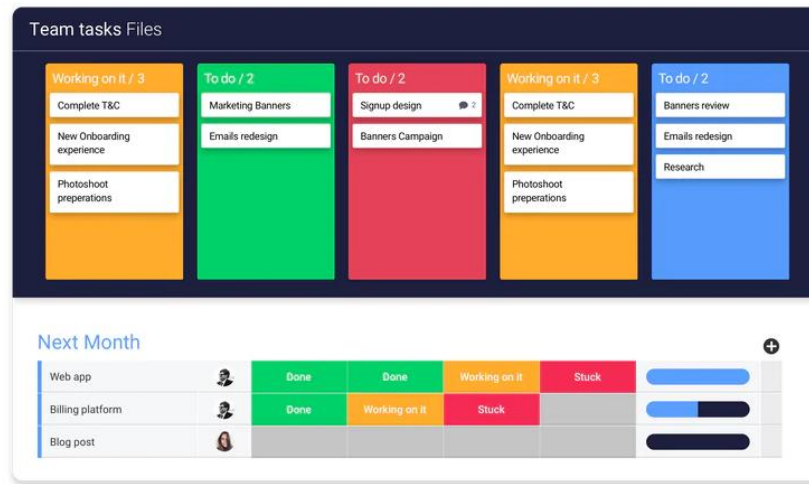 Team tasks Files
Working on it / 3
Complete T&C
New Onboarding
experience
Photoshoot
preperations
To do / 2
Marketing Banners
Emails redesign
To do / 2
Signup design 2
Banners Campaign
Working on it / 3
Complete T&C
New Onboarding
experience
Photoshoot
preperations
To do / 2
Banners review
Emails redesign
Research
Next Month
Web app Done Done Working on it Stuck
Billing platform Done Working on it Stuck
Blog post